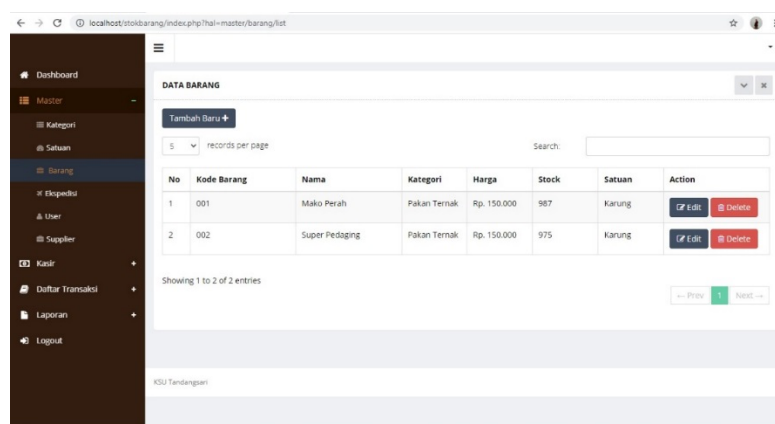 localhost/stokbarang/index.php?hal=master/barang/list
Dashboard
Master -
Kategori
Satuan
Barang
Ekspedisi
User
Supplier
Kasir +
Daftar Transaksi +
Laporan +
Logout
DATA BARANG
Tambah Baru +
5 records per page
Search:
No Kode Barang Nama Kategori Harga Stock Satuan Action
1 001 Mako Perah Pakan Ternak Rp. 150.000 987 Karung Edit Delete
2 002 Super Pedaging Pakan Ternak Rp. 150.000 975 Karung Edit Delete
Showing 1 to 2 of 2 entries
← Prev 1 Next →
KSU Tandangsari